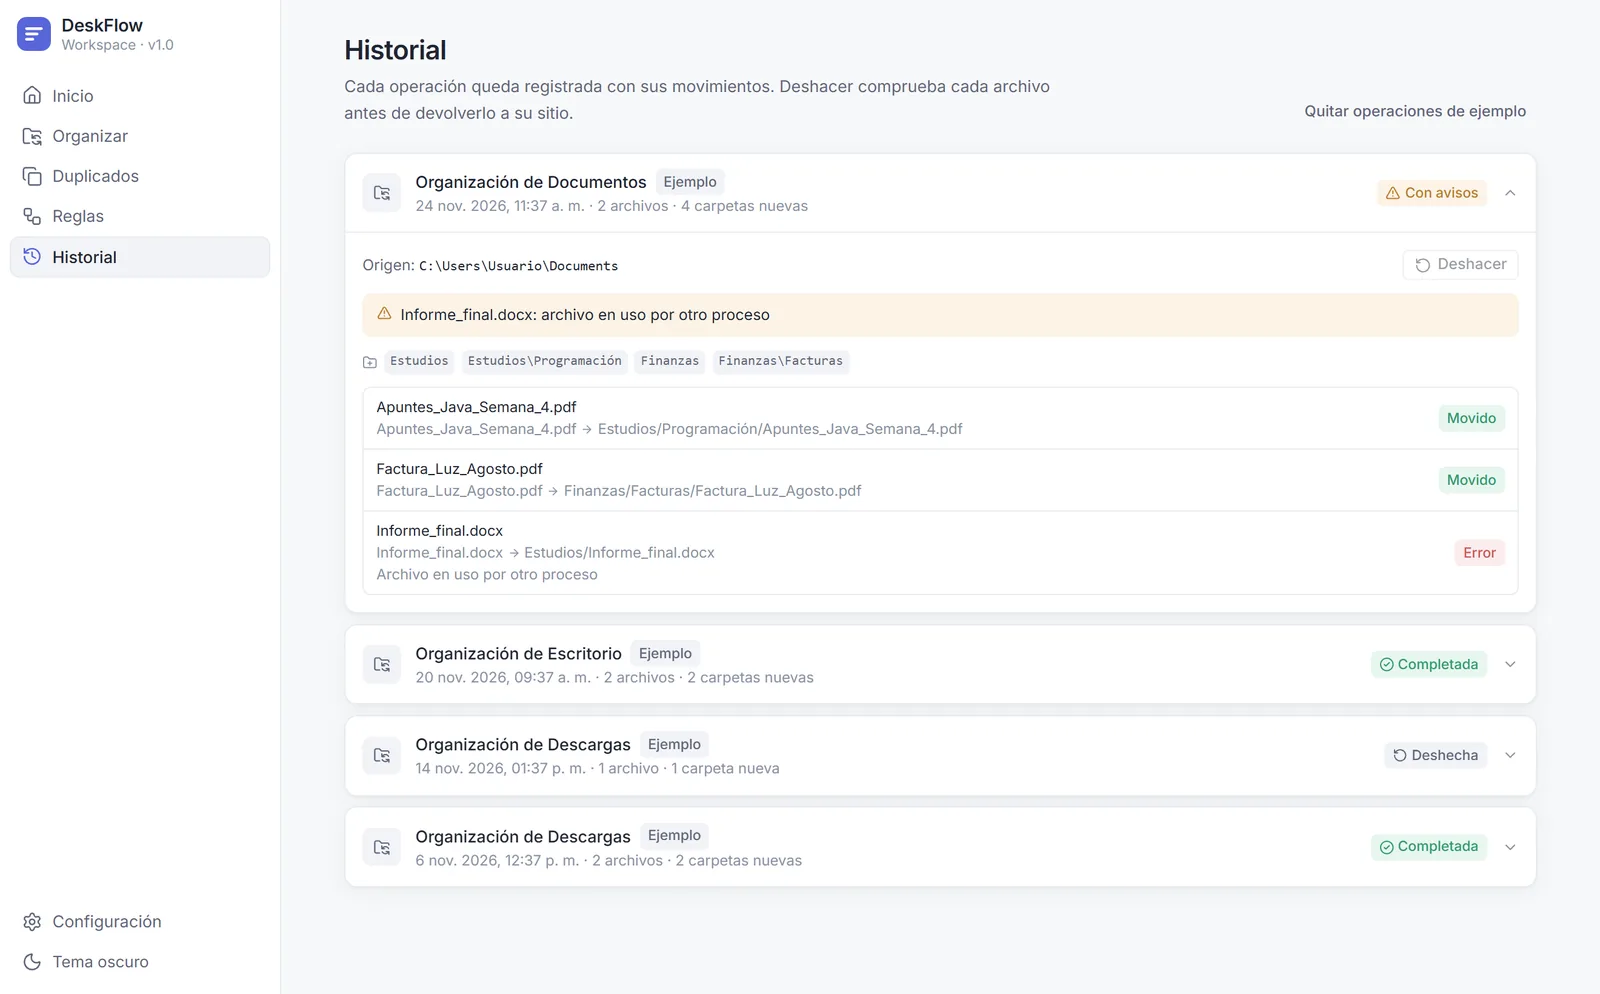 DeskFlow
Workspace · v1.0
Inicio
Organizar
Duplicados
Reglas
Historial
Configuración
Tema oscuro
Historial
Cada operación queda registrada con sus movimientos. Deshacer comprueba cada archivo
antes de devolverlo a su sitio.
Quitar operaciones de ejemplo
Organización de Documentos Ejemplo
24 nov. 2026, 11:37 a. m. · 2 archivos · 4 carpetas nuevas
Con avisos
Origen: C:\Users\Usuario\Documents
Deshacer
Informe_final.docx: archivo en uso por otro proceso
Estudios Estudios\Programación Finanzas Finanzas\Facturas
Apuntes_Java_Semana_4.pdf
Apuntes_Java_Semana_4.pdf → Estudios/Programación/Apuntes_Java_Semana_4.pdf
Movido
Factura_Luz_Agosto.pdf
Factura_Luz_Agosto.pdf → Finanzas/Facturas/Factura_Luz_Agosto.pdf
Movido
Informe_final.docx
Informe_final.docx → Estudios/Informe_final.docx
Archivo en uso por otro proceso
Error
Organización de Escritorio Ejemplo
20 nov. 2026, 09:37 a. m. · 2 archivos · 2 carpetas nuevas
Completada
Organización de Descargas Ejemplo
14 nov. 2026, 01:37 p. m. · 1 archivo · 1 carpeta nueva
Deshecha
Organización de Descargas Ejemplo
6 nov. 2026, 12:37 p. m. · 2 archivos · 2 carpetas nuevas
Completada